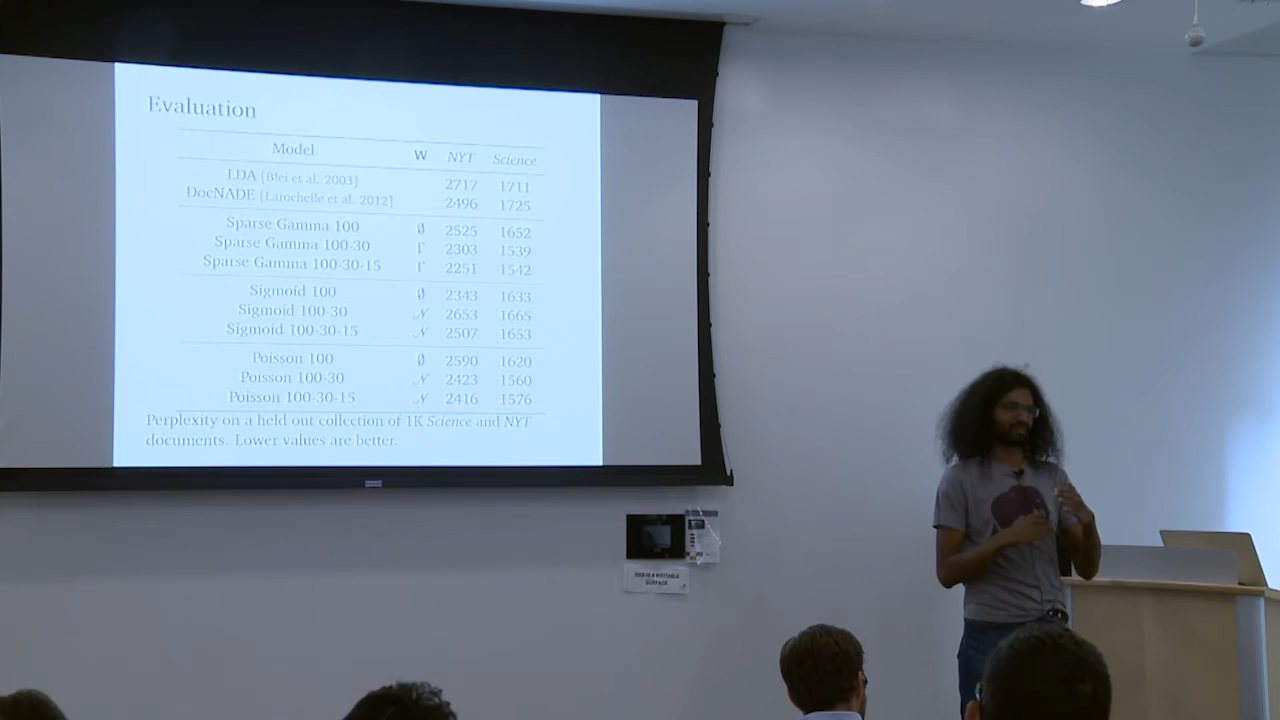 Evaluation
Model W NYT Science
LDA [Blei et al. 2003] 2717 1711
DocNADE [Larochelle et al. 2012] 2496 1725
Sparse Gamma 100 ∅ 2525 1652
Sparse Gamma 100-30 Γ 2303 1539
Sparse Gamma 100-30-15 Γ 2251 1542
Sigmoid 100 ∅ 2343 1633
Sigmoid 100-30 𝒩 2653 1665
Sigmoid 100-30-15 𝒩 2507 1653
Poisson 100 ∅ 2590 1620
Poisson 100-30 𝒩 2423 1560
Poisson 100-30-15 𝒩 2416 1576
Perplexity on a held out collection of 1K Science and NYT
documents. Lower values are better.
THIS IS A WRITABLE
SURFACE